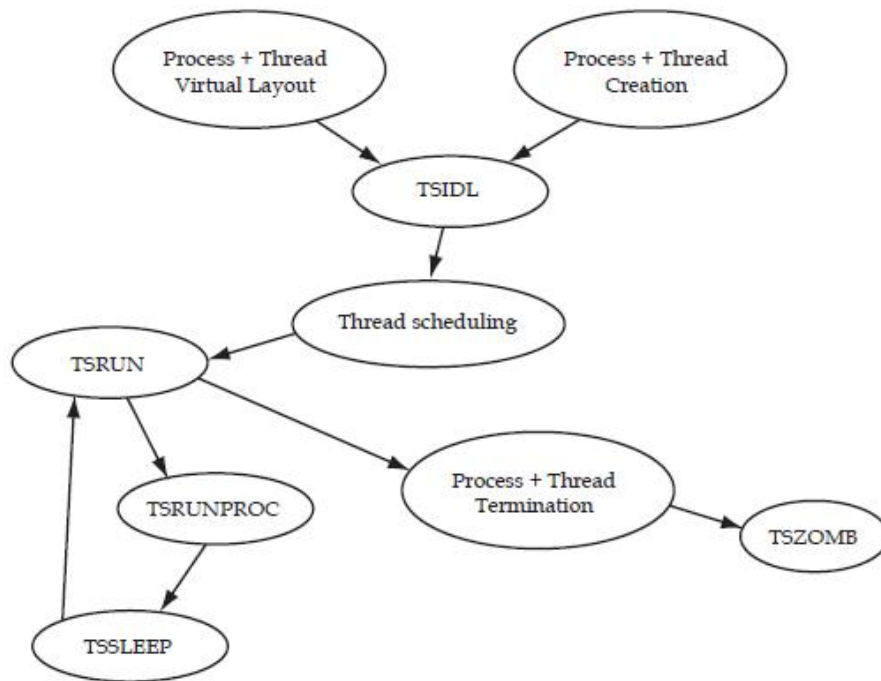 Process + Thread
Virtual Layout
Process + Thread
Creation
TSIDL
Thread scheduling
TSRUN
Process + Thread
Termination
TSRUNPROC
TSZOMB
TSSLEEP